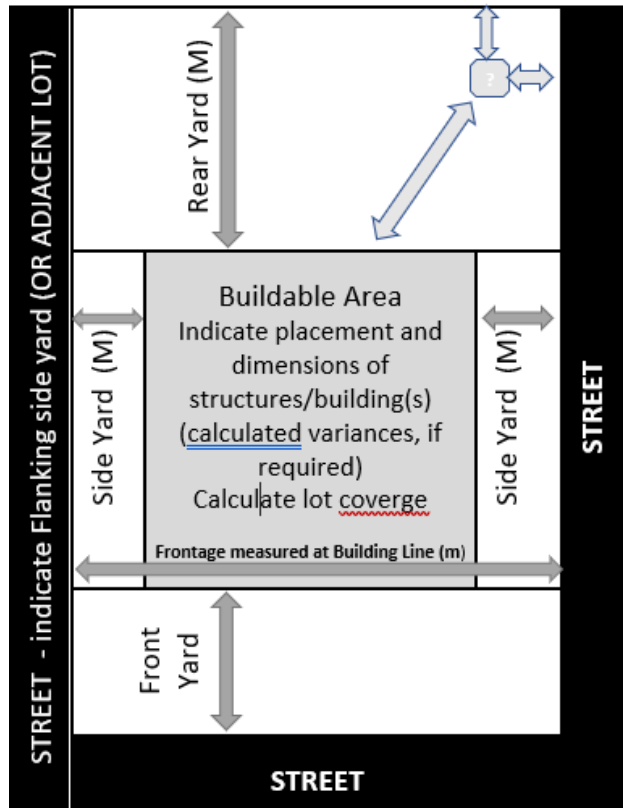 STREET - indicate Flanking side yard (OR ADJACENT LOT)
Rear Yard (M)
?
Side Yard (M)
Buildable Area
Indicate placement and
dimensions of
structures/building(s)
(calculated variances, if
required)
Calculate lot coverge
Frontage measured at Building Line (m)
Side Yard (M)
STREET
Front
Yard
STREET